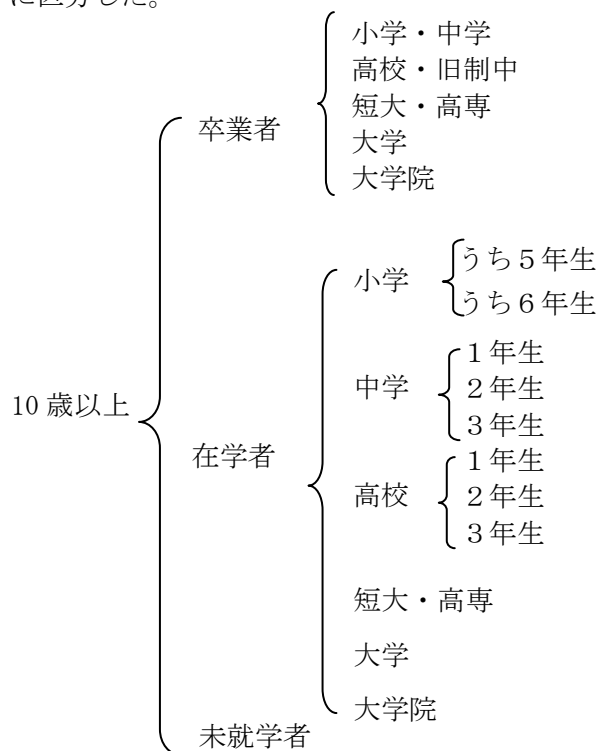 に区分した。
小学・中学
高校・旧制中
短大・高専
大学
大学院
卒業者
小学
うち5年生
うち6年生
中学
1年生
2年生
3年生
10歳以上
在学者
高校
1年生
2年生
3年生
短大・高専
大学
大学院
未就学者